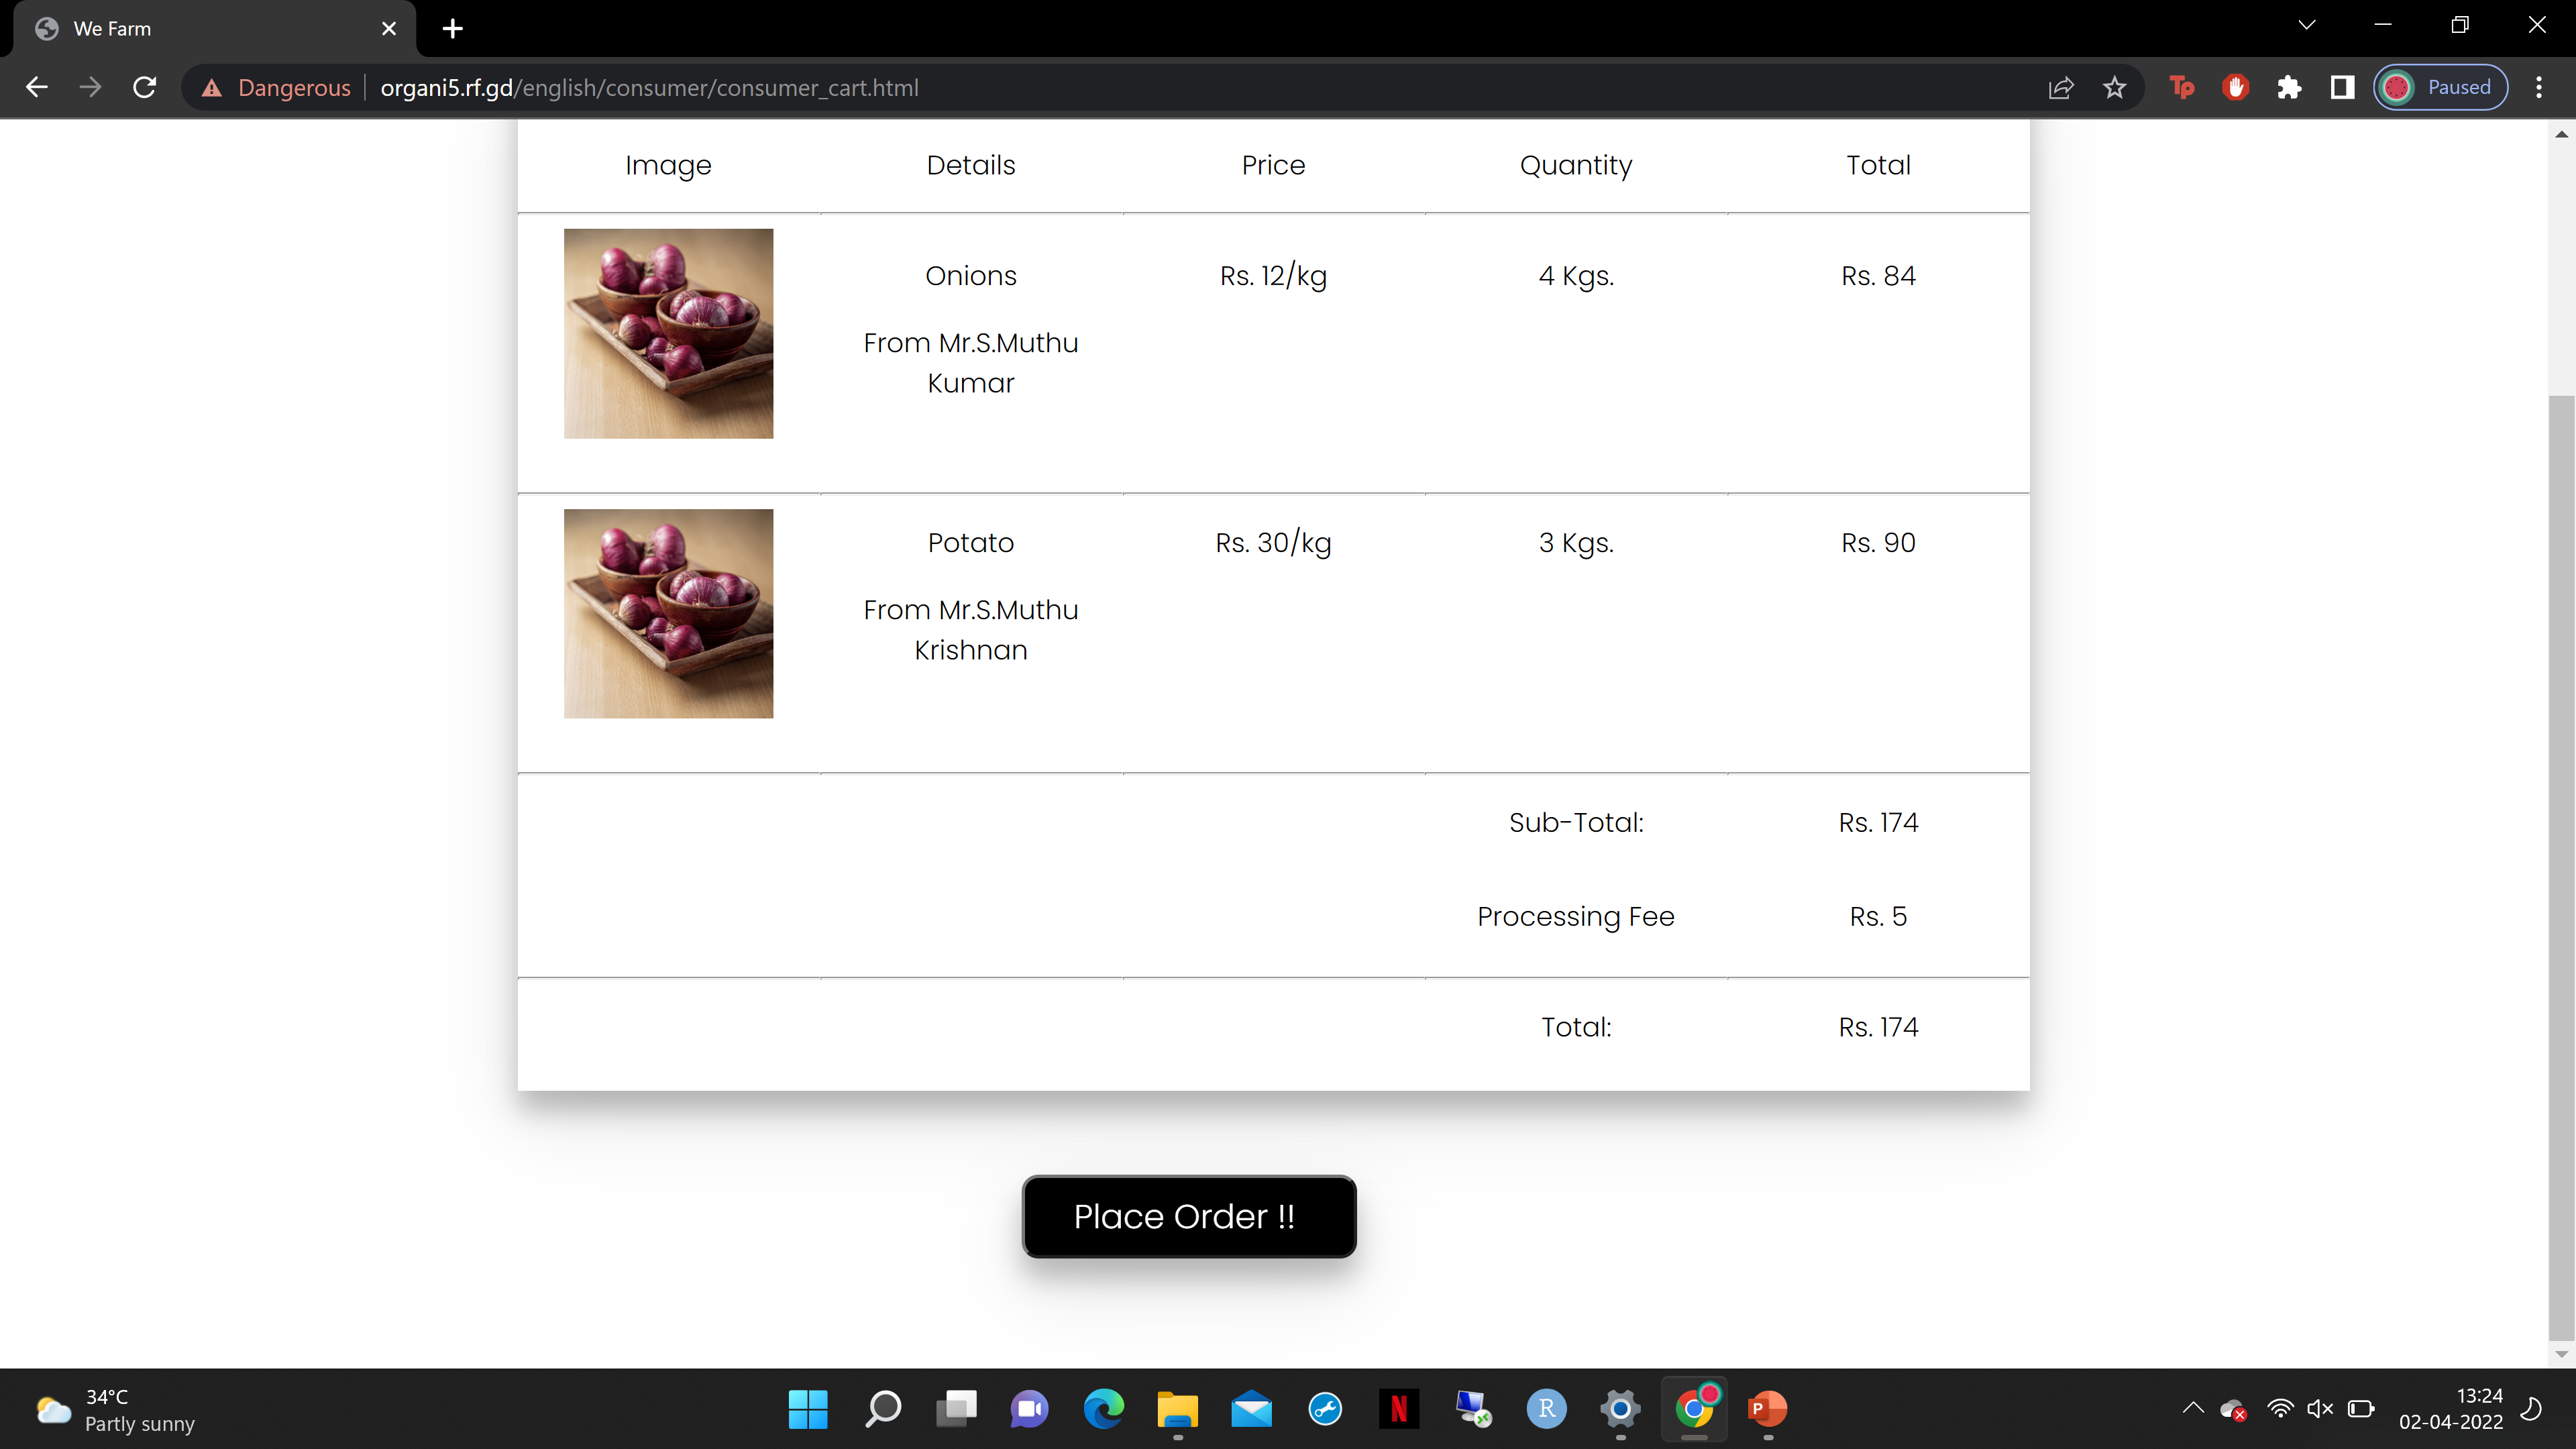 We Farm
Dangerous organi5.rf.gd/english/consumer/consumer_cart.html
Tp
Paused
Image Details Price Quantity Total
Onions Rs. 12/kg 4 Kgs. Rs. 84
From Mr.S.Muthu
Kumar
Potato Rs. 30/kg 3 Kgs. Rs. 90
From Mr.S.Muthu
Krishnan
Sub-Total: Rs. 174
Processing Fee Rs. 5
Total: Rs. 174
Place Order !!
34°C
Partly sunny
N
R
P
13:24
02-04-2022